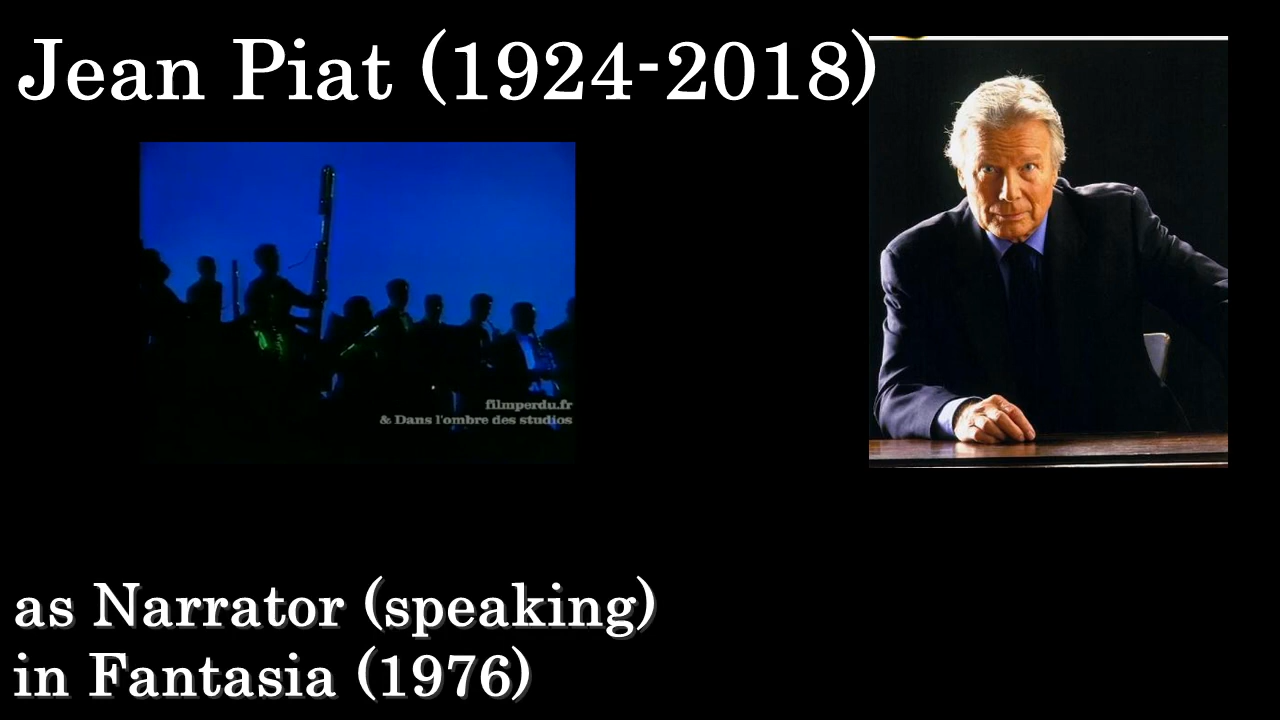 Jean Piat (1924-2018)
filmperdu.fr
& Dans l'ombre des studios
as Narrator (speaking)
in Fantasia (1976)